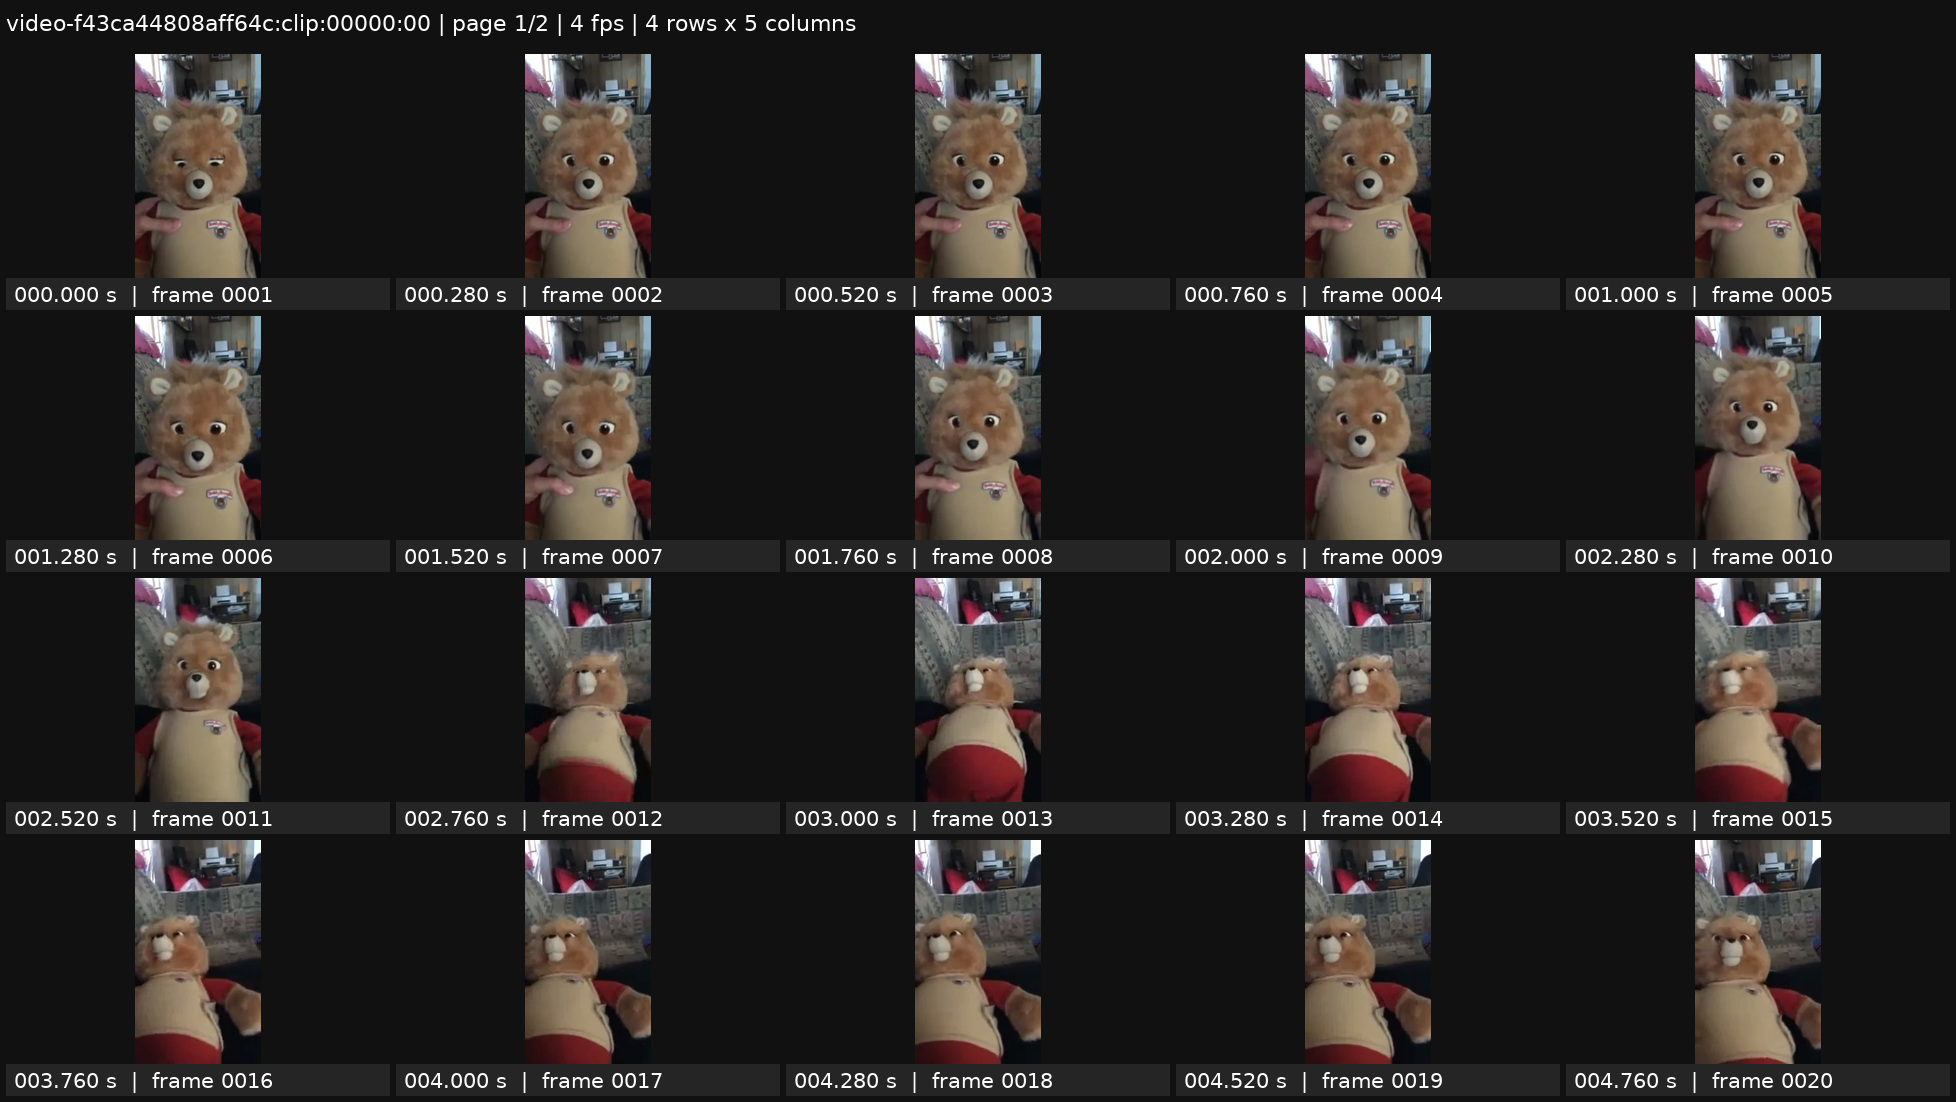 video-f43ca44808aff64c:clip:00000:00 | page 1/2 | 4 fps | 4 rows x 5 columns
000.000 s | frame 0001
000.280 s | frame 0002
000.520 s | frame 0003
000.760 s | frame 0004
001.000 s | frame 0005
001.280 s | frame 0006
001.520 s | frame 0007
001.760 s | frame 0008
002.000 s | frame 0009
002.280 s | frame 0010
002.520 s | frame 0011
002.760 s | frame 0012
003.000 s | frame 0013
003.280 s | frame 0014
003.520 s | frame 0015
003.760 s | frame 0016
004.000 s | frame 0017
004.280 s | frame 0018
004.520 s | frame 0019
004.760 s | frame 0020